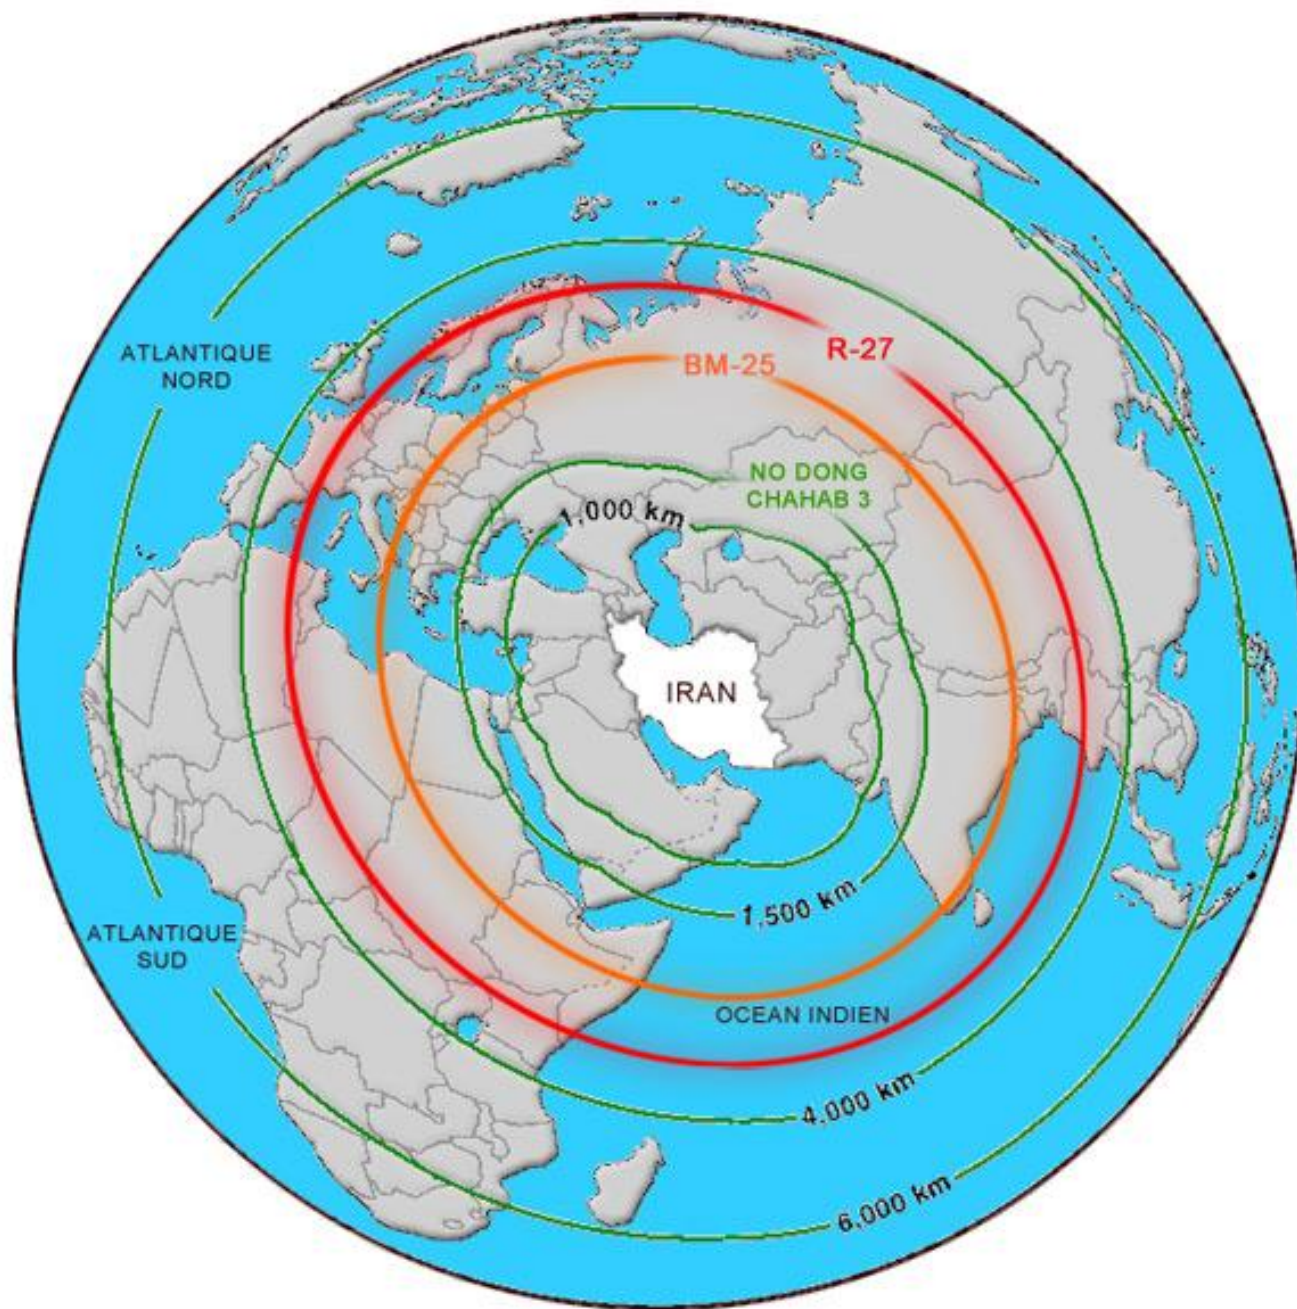 ATLANTIQUE
NORD
R-27
BM-25
NO DONG
CHAHAB 3
1,000 km
IRAN
1,500 km
ATLANTIQUE
SUD
OCEAN INDIEN
4,000 km
6,000 km